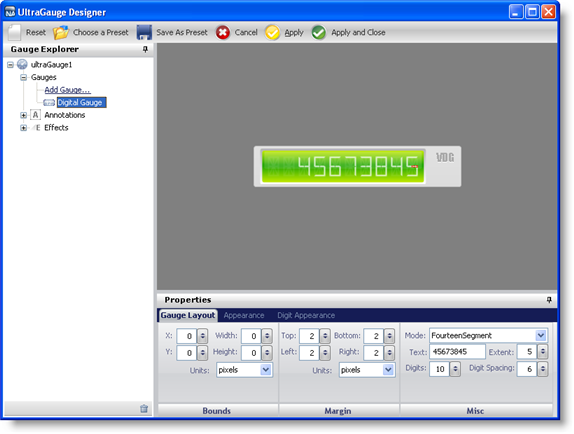 UltraGauge Designer
Reset Choose a Preset Save As Preset Cancel Apply Apply and Close
Gauge Explorer
ultraGauge1
Gauges
Add Gauge...
Digital Gauge
A Annotations
E Effects
45673845 VDG
Properties
Gauge Layout Appearance Digit Appearance
X: 0 Width: 0 Top: 2 Bottom: 2 Mode: FourteenSegment
Y: 0 Height: 0 Left: 2 Right: 2 Text: 45673845 Extent: 5
Units: pixels Units: pixels Digits: 10 Digit Spacing: 6
Bounds Margin Misc